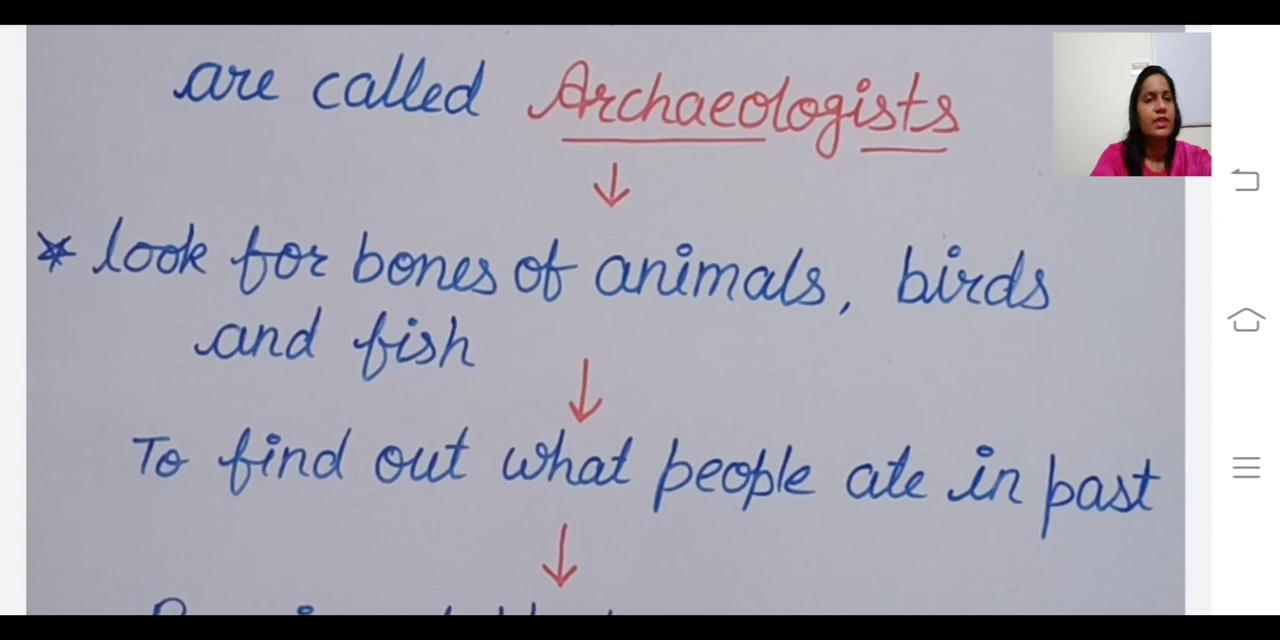 are called Archaeologists
↓
* look for bones of animals, birds
and fish
↓
To find out what people ate in past
↓